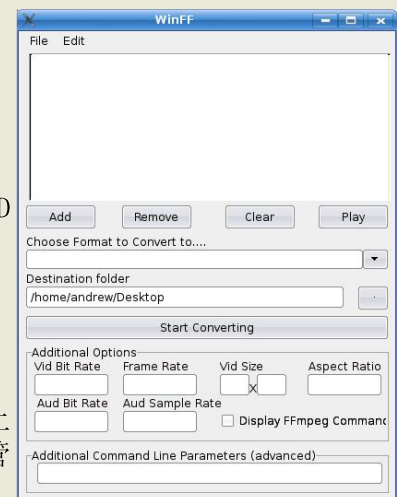 WinFF
File Edit
Add Remove Clear Play
Choose Format to Convert to....
Destination folder
/home/andrew/Desktop
Start Converting
Additional Options
Vid Bit Rate Frame Rate Vid Size Aspect Ratio
x
Aud Bit Rate Aud Sample Rate
Display FFmpeg Comman
Additional Command Line Parameters (advanced)